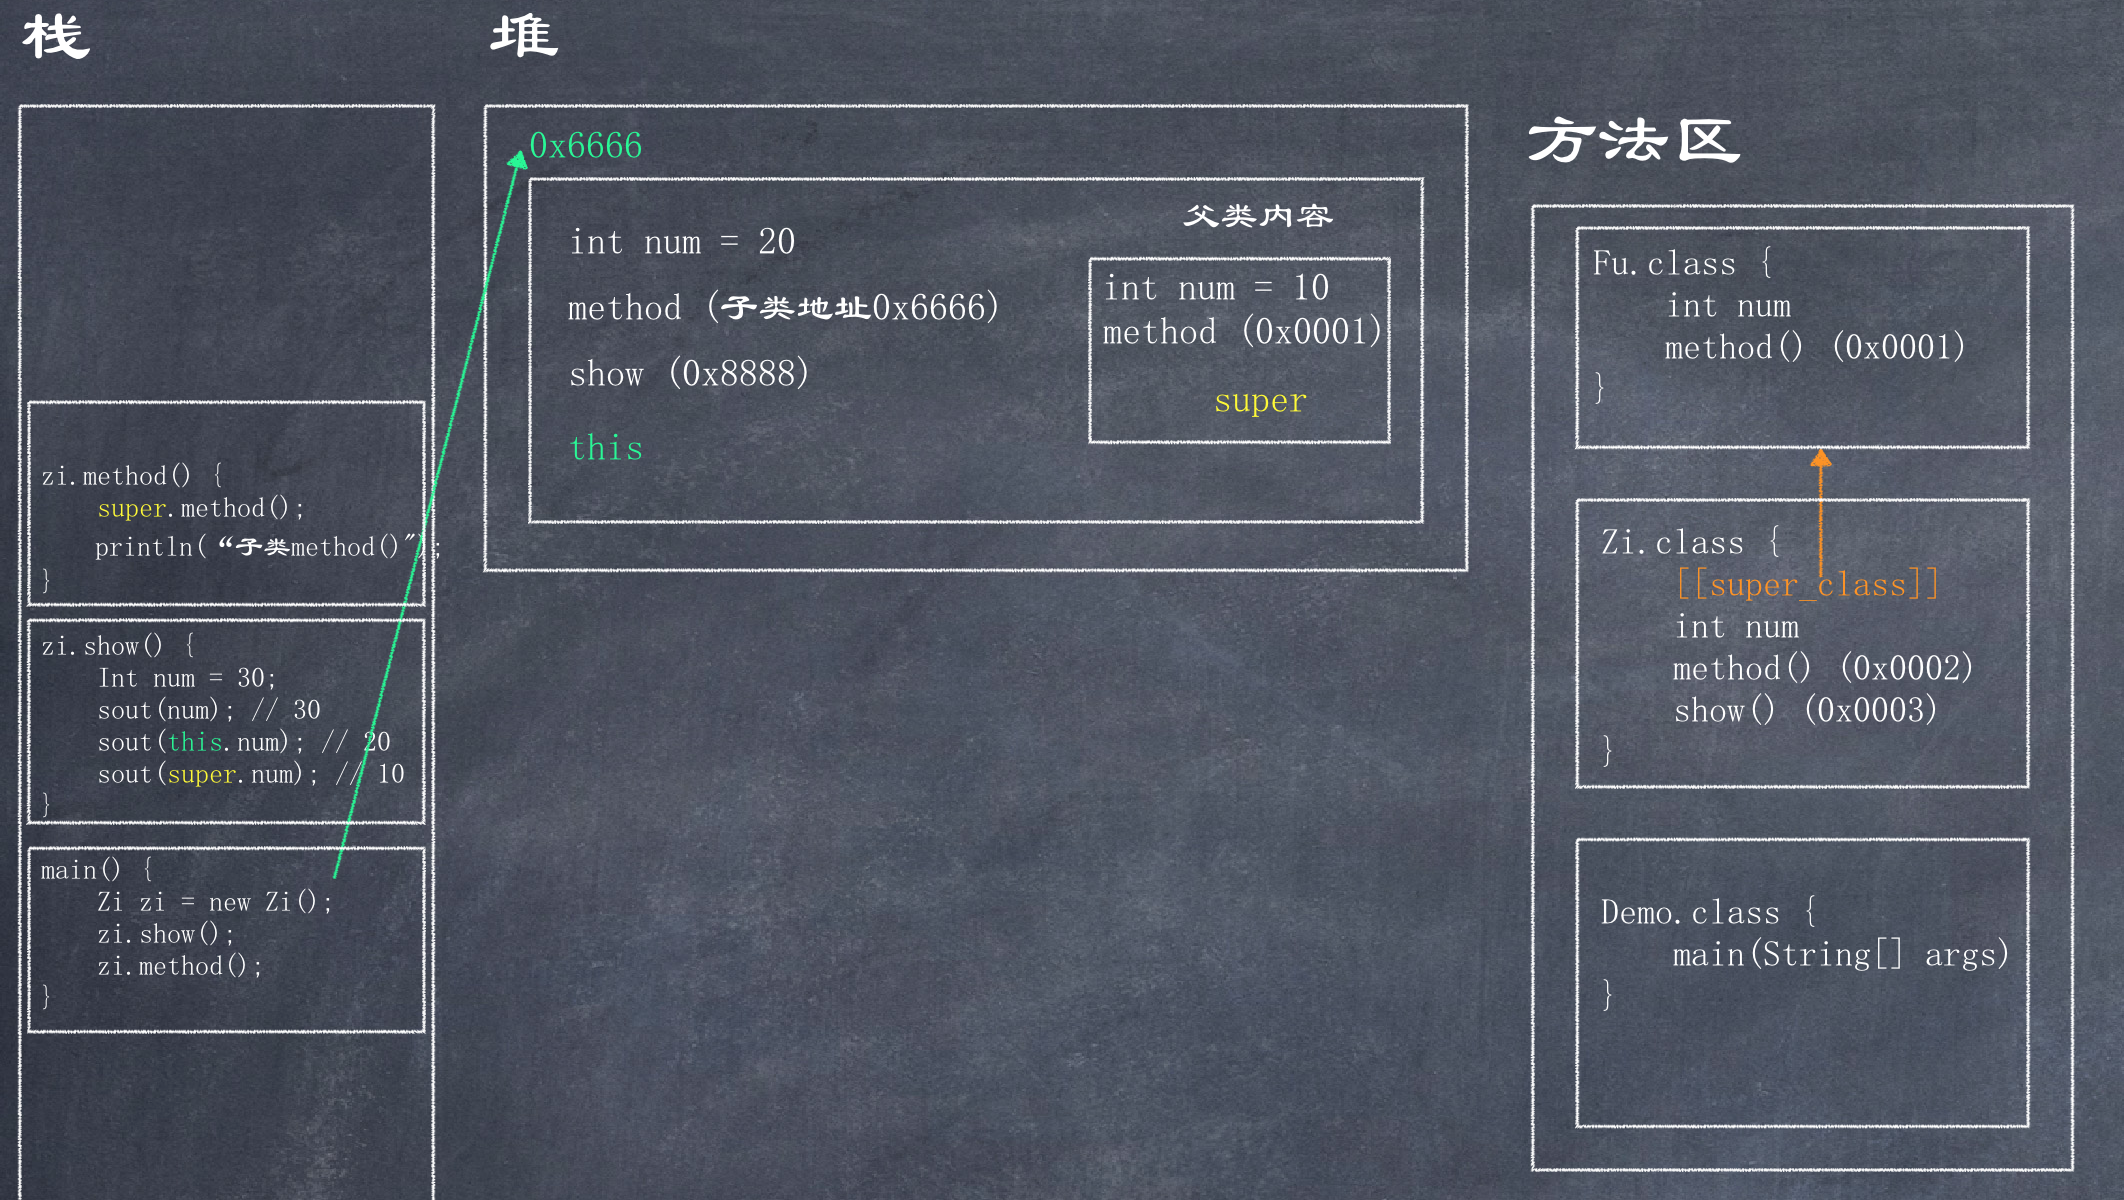 栈
zi.method() {
super.method();
println(“子类method()");
}
zi.show() {
Int num = 30;
sout(num); // 30
sout(this.num); // 20
sout(super.num); // 10
}
main() {
Zi zi = new Zi();
zi.show();
zi.method();
}
堆
0x6666
int num = 20
method (子类地址0x6666)
show (0x8888)
this
父类内容
int num = 10
method (0x0001)
super
方法区
Fu.class {
int num
method() (0x0001)
}
Zi.class {
[[super_class]]
int num
method() (0x0002)
show() (0x0003)
}
Demo.class {
main(String[] args)
}